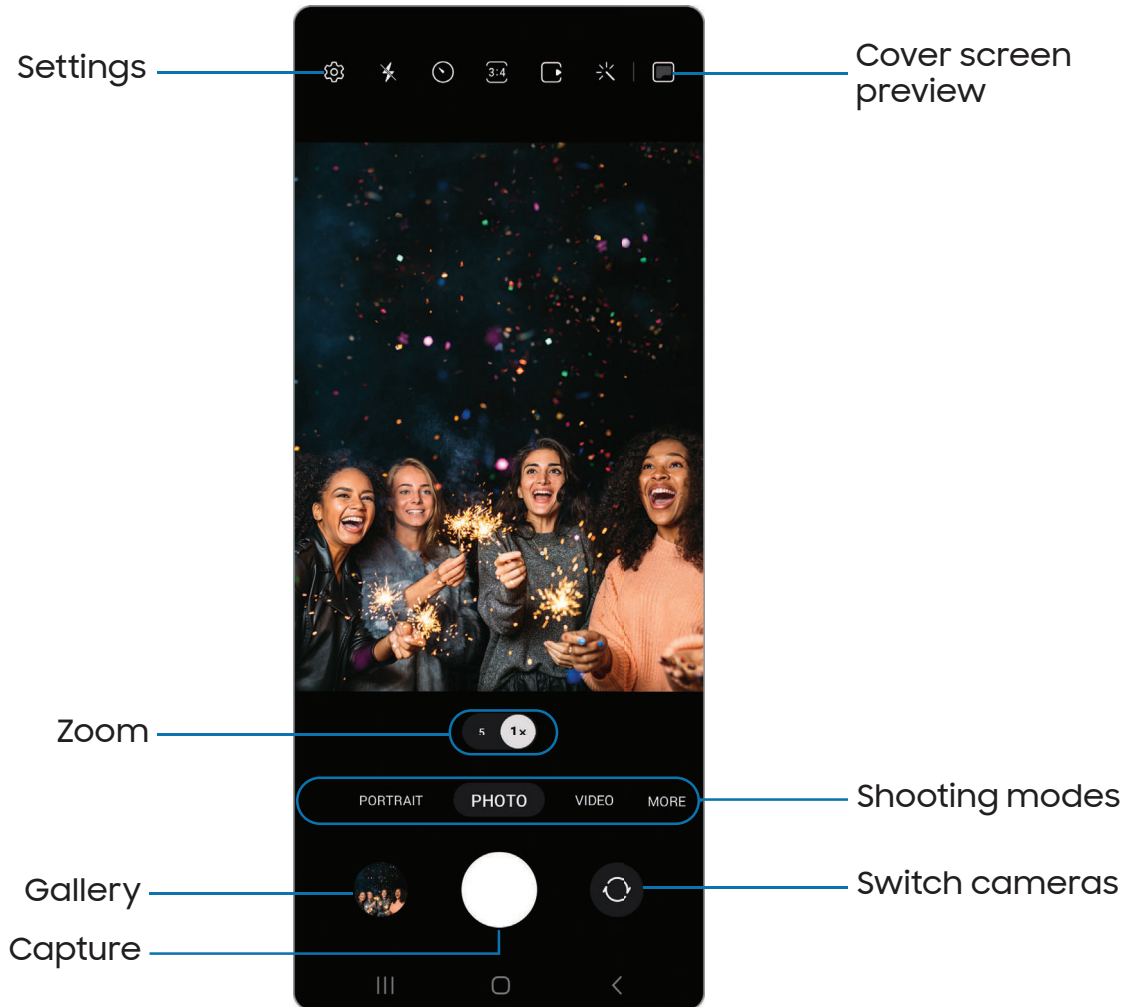 Settings
3:4
Cover screen
preview
Zoom
5
1×
PORTRAIT
PHOTO
VIDEO
MORE
Shooting modes
Gallery
Switch cameras
Capture